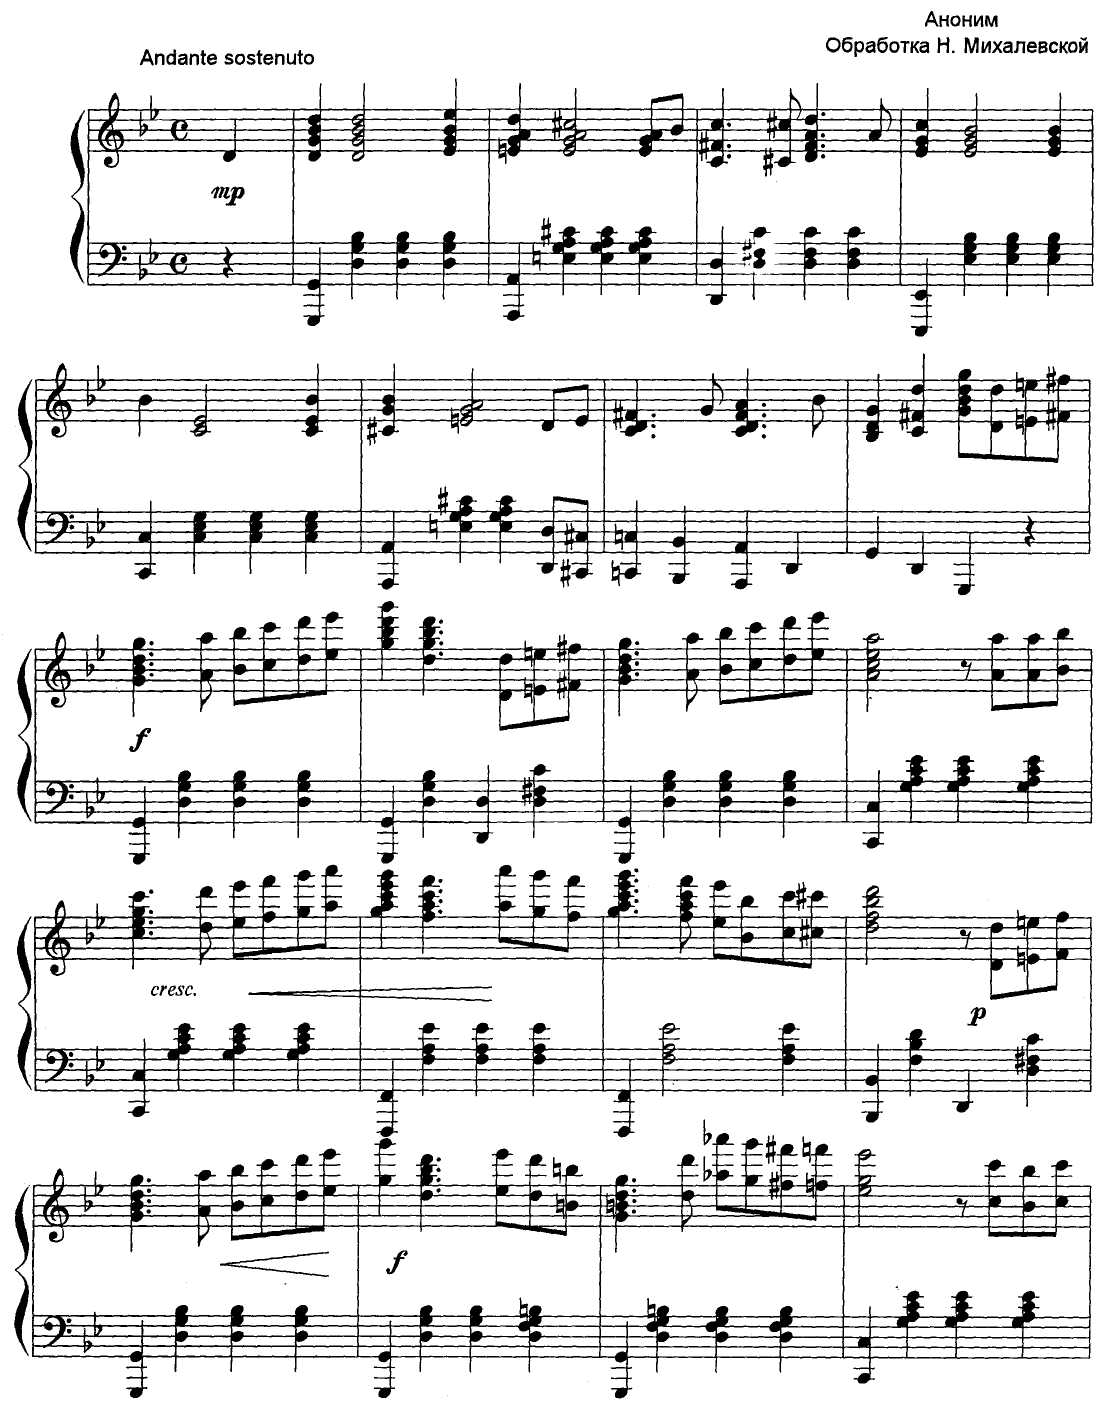 Аноним
Обработка Н. Михалевской
Andante sostenuto
mp
f
cresc.
p
f